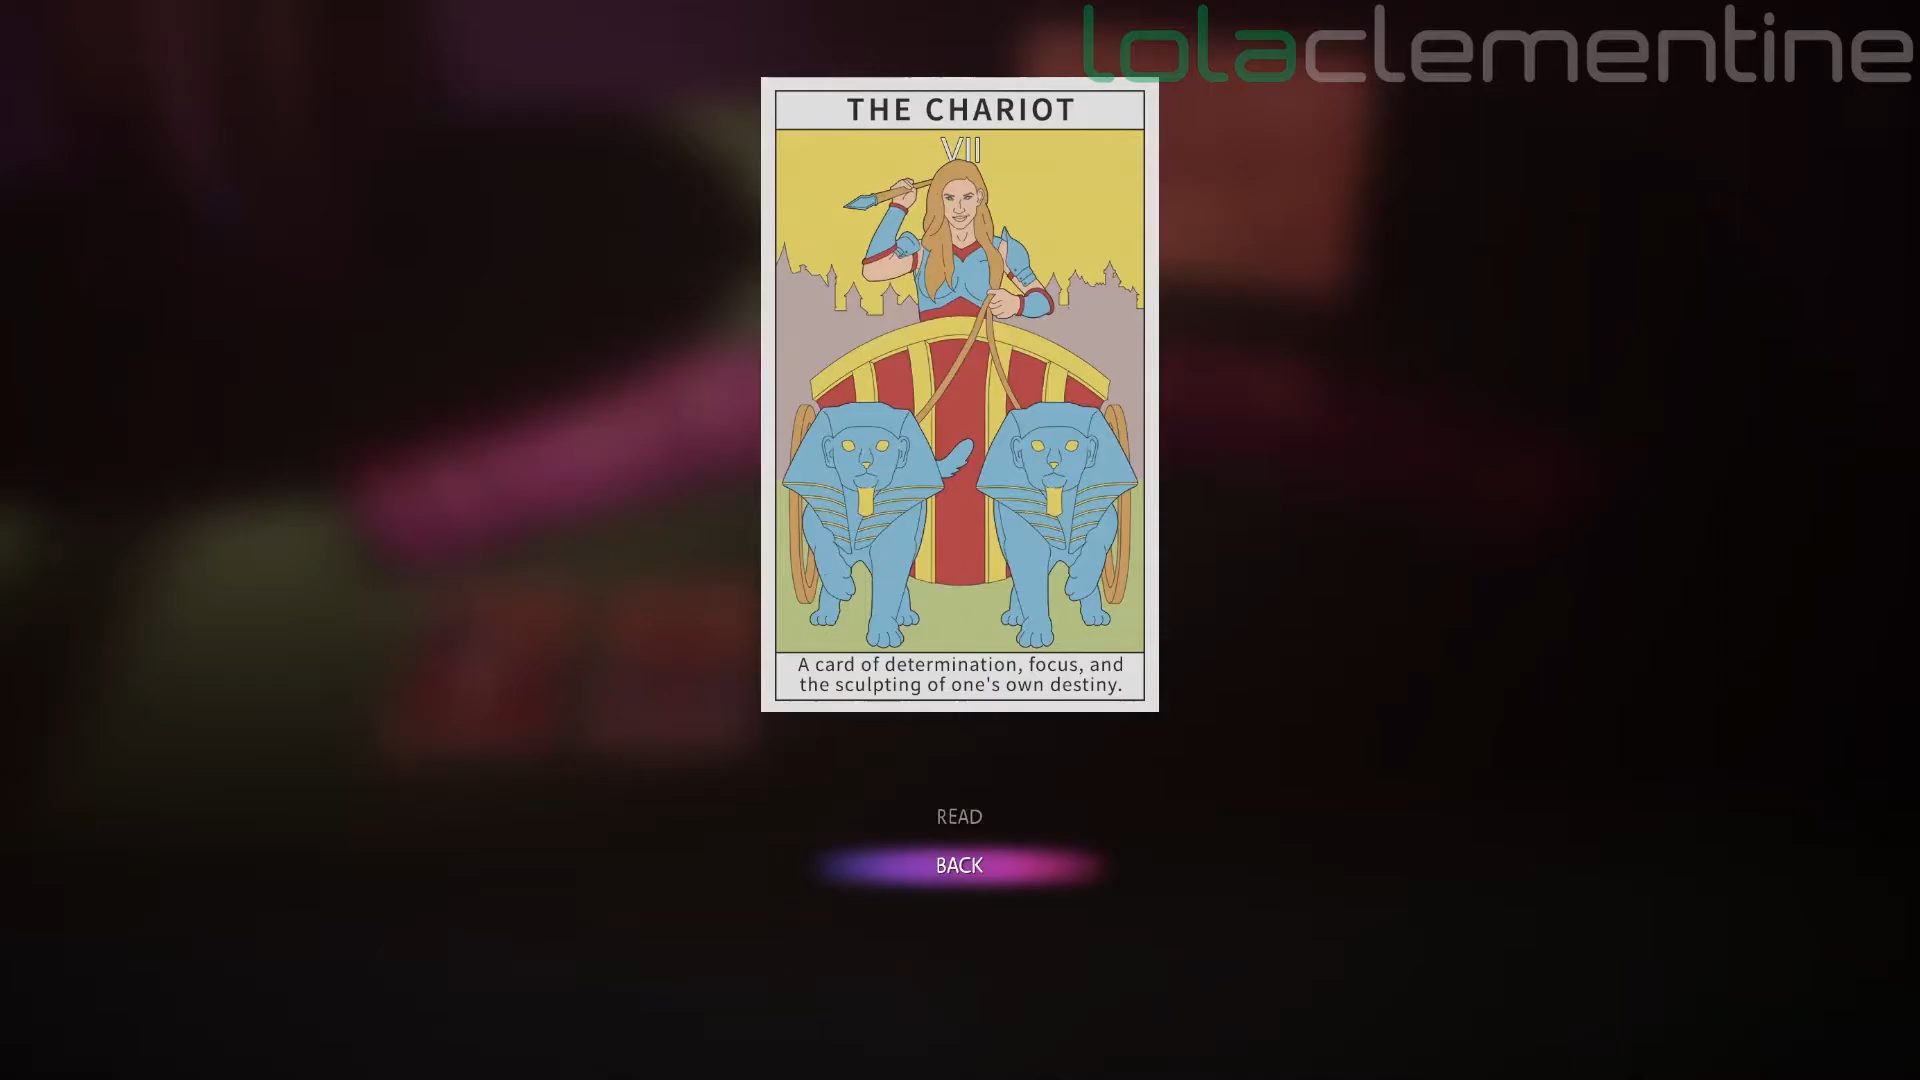 lolaclementine
THE CHARIOT
VII
A card of determination, focus, and
the sculpting of one's own destiny.
READ
BACK